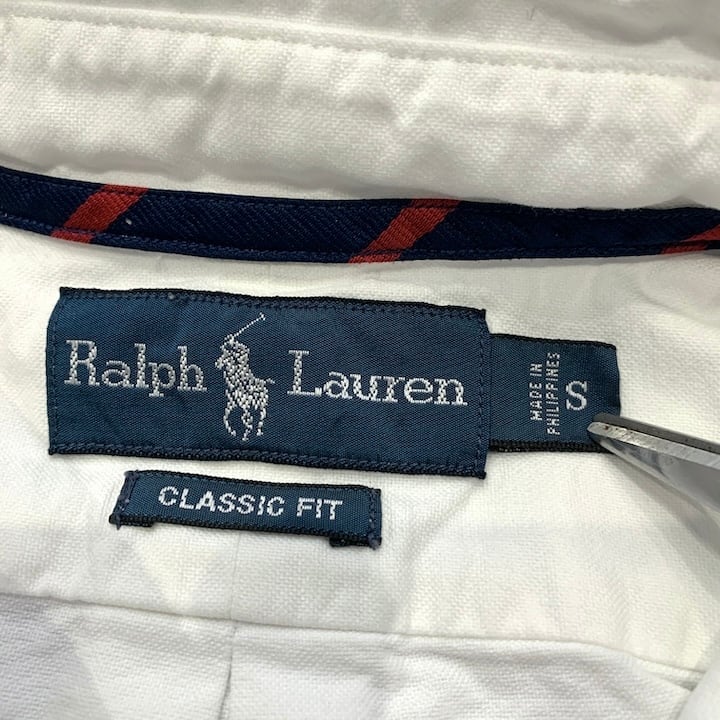 Ralph Lauren
MADE IN
PHILIPPINES
S
CLASSIC FIT